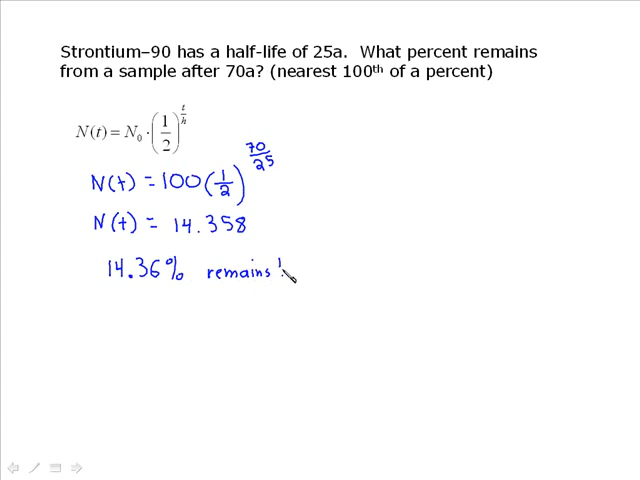 Strontium–90 has a half-life of 25a. What percent remains
from a sample after 70a? (nearest 100th of a percent)
N(t) = N₀ · (1/2)^(t/h)
N(t) = 100 (1/2)^(70/25)
N(t) = 14.358
14.36% remains!